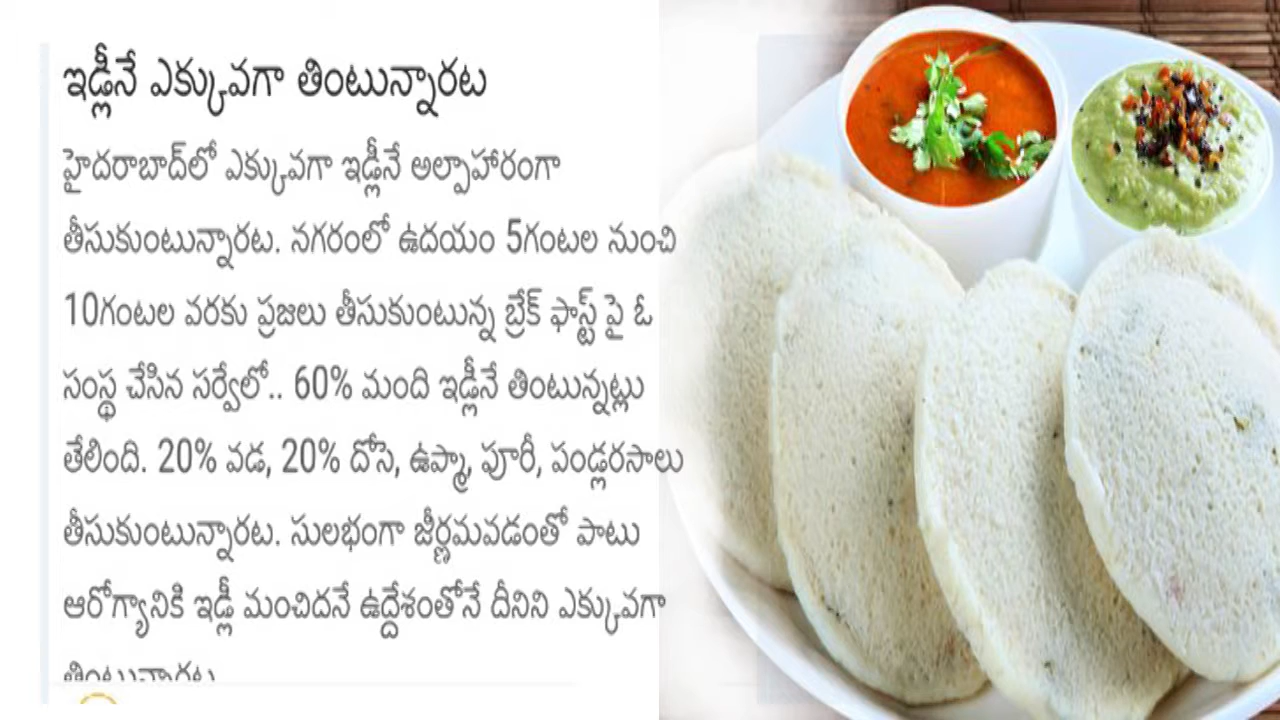 ఇడ్లీనే ఎక్కువగా తింటున్నారట
హైదరాబాద్‌లో ఎక్కువగా ఇడ్లీనే అల్పాహారంగా
తీసుకుంటున్నారట. నగరంలో ఉదయం 5గంటల నుంచి
10గంటల వరకు ప్రజలు తీసుకుంటున్న బ్రేక్ ఫాస్ట్ పై ఓ
సంస్థ చేసిన సర్వేలో.. 60% మంది ఇడ్లీనే తింటున్నట్లు
తేలింది. 20% వడ, 20% దోసె, ఉప్మా, పూరీ, పండ్లరసాలు
తీసుకుంటున్నారట. సులభంగా జీర్ణమవడంతో పాటు
ఆరోగ్యానికి ఇడ్లీ మంచిదనే ఉద్దేశంతోనే దీనిని ఎక్కువగా
తింటున్నారట